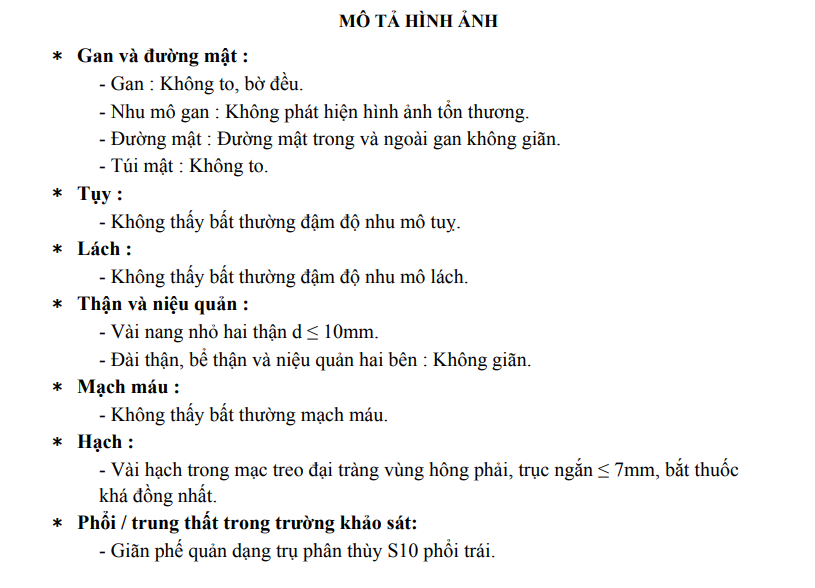 MÔ TẢ HÌNH ẢNH
* Gan và đường mật :
- Gan : Không to, bờ đều.
- Nhu mô gan : Không phát hiện hình ảnh tổn thương.
- Đường mật : Đường mật trong và ngoài gan không giãn.
- Túi mật : Không to.
* Tụy :
- Không thấy bất thường đậm độ nhu mô tuỵ.
* Lách :
- Không thấy bất thường đậm độ nhu mô lách.
* Thận và niệu quản :
- Vài nang nhỏ hai thận d ≤ 10mm.
- Đài thận, bể thận và niệu quản hai bên : Không giãn.
* Mạch máu :
- Không thấy bất thường mạch máu.
* Hạch :
- Vài hạch trong mạc treo đại tràng vùng hông phải, trục ngắn ≤ 7mm, bắt thuốc
khá đồng nhất.
* Phổi / trung thất trong trường khảo sát:
- Giãn phế quản dạng trụ phân thùy S10 phổi trái.